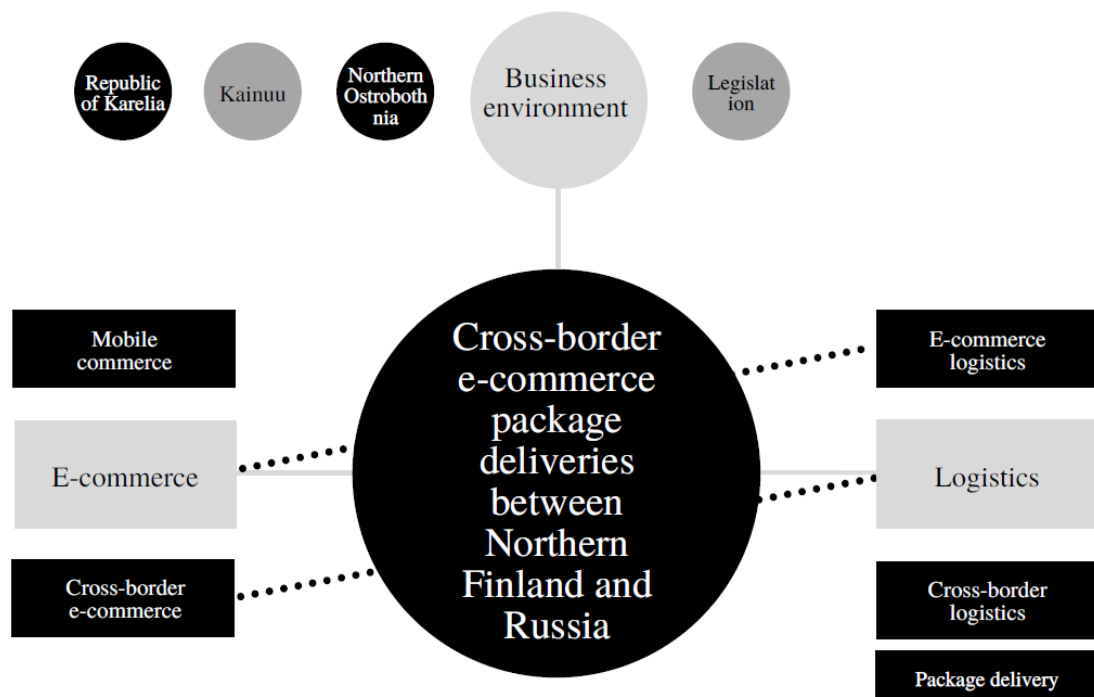 Republic
of Karelia
Kainuu
Northern
Ostroboth
nia
Business
environment
Legislat
ion
Mobile
commerce
E-commerce
Cross-border
e-commerce
Cross-border
e-commerce
package
deliveries
between
Northern
Finland and
Russia
E-commerce
logistics
Logistics
Cross-border
logistics
Package delivery